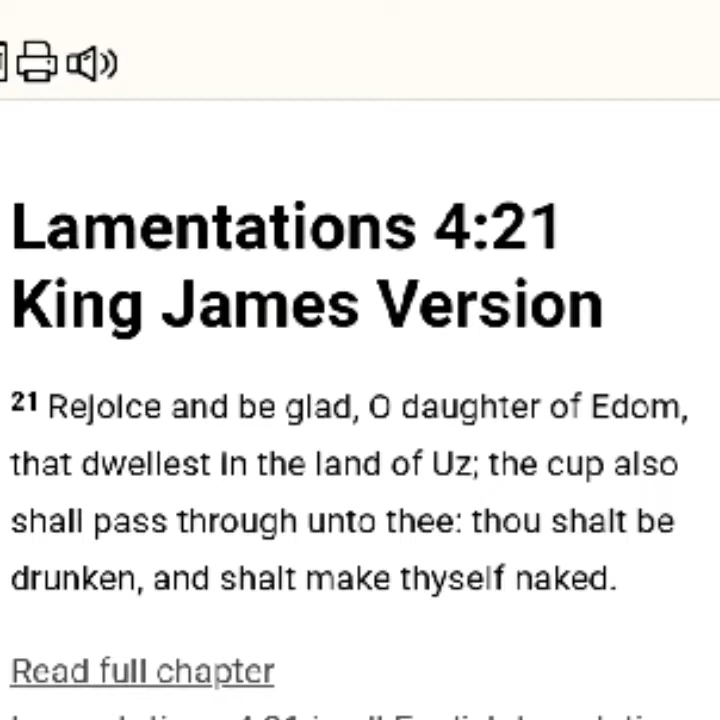 Lamentations 4:21
King James Version
21 Rejoice and be glad, O daughter of Edom,
that dwellest in the land of Uz; the cup also
shall pass through unto thee: thou shalt be
drunken, and shalt make thyself naked.
Read full chapter